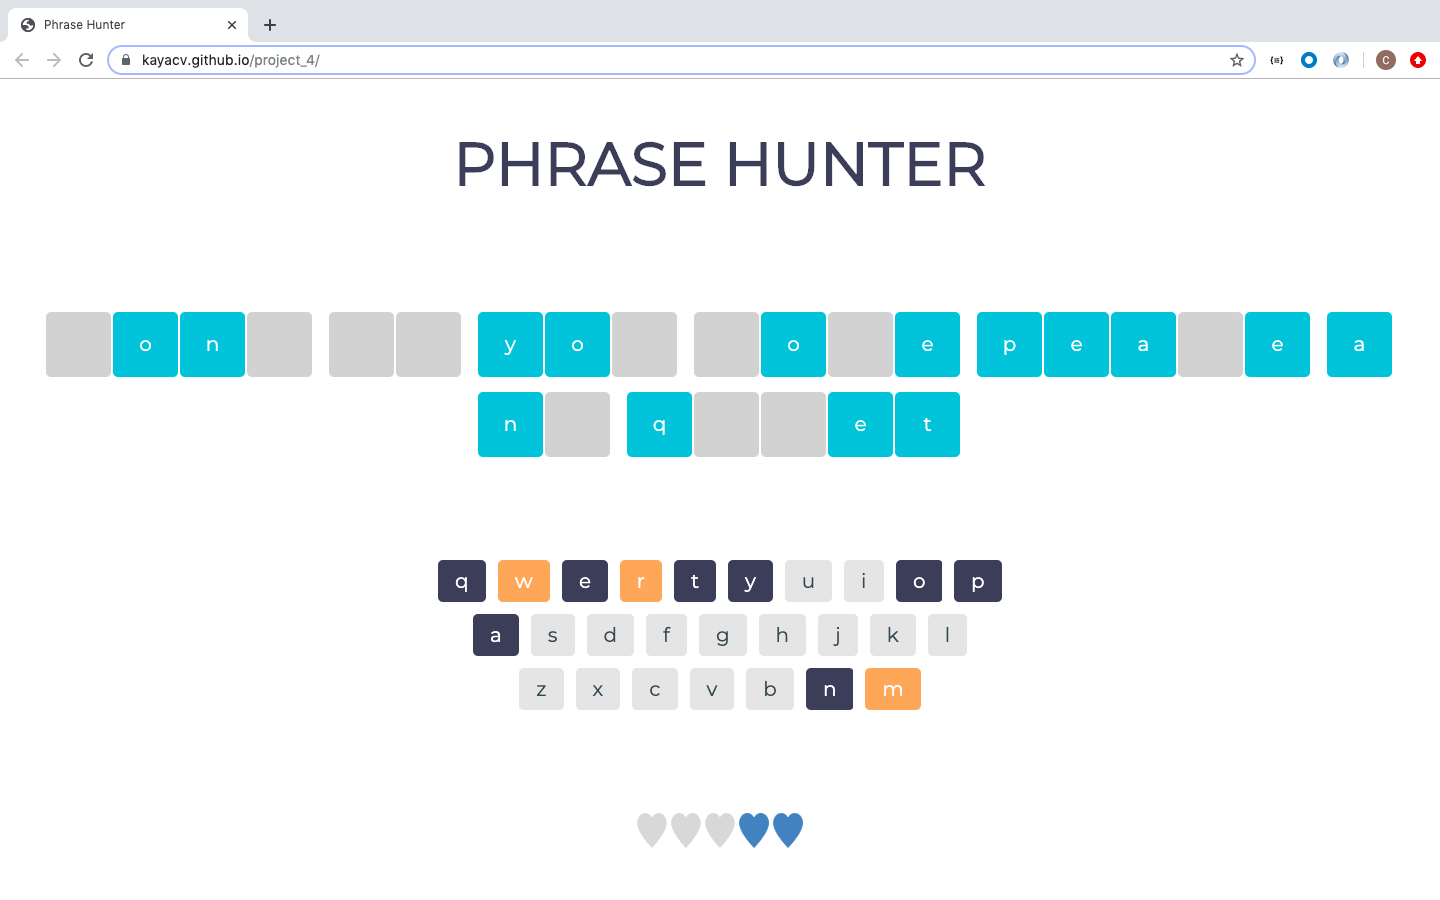 Phrase Hunter
kayacv.github.io/project_4/
{≡}
C
PHRASE HUNTER
o n y o o e p e a e a
n q e t
q w e r t y u i o p
a s d f g h j k l
z x c v b n m